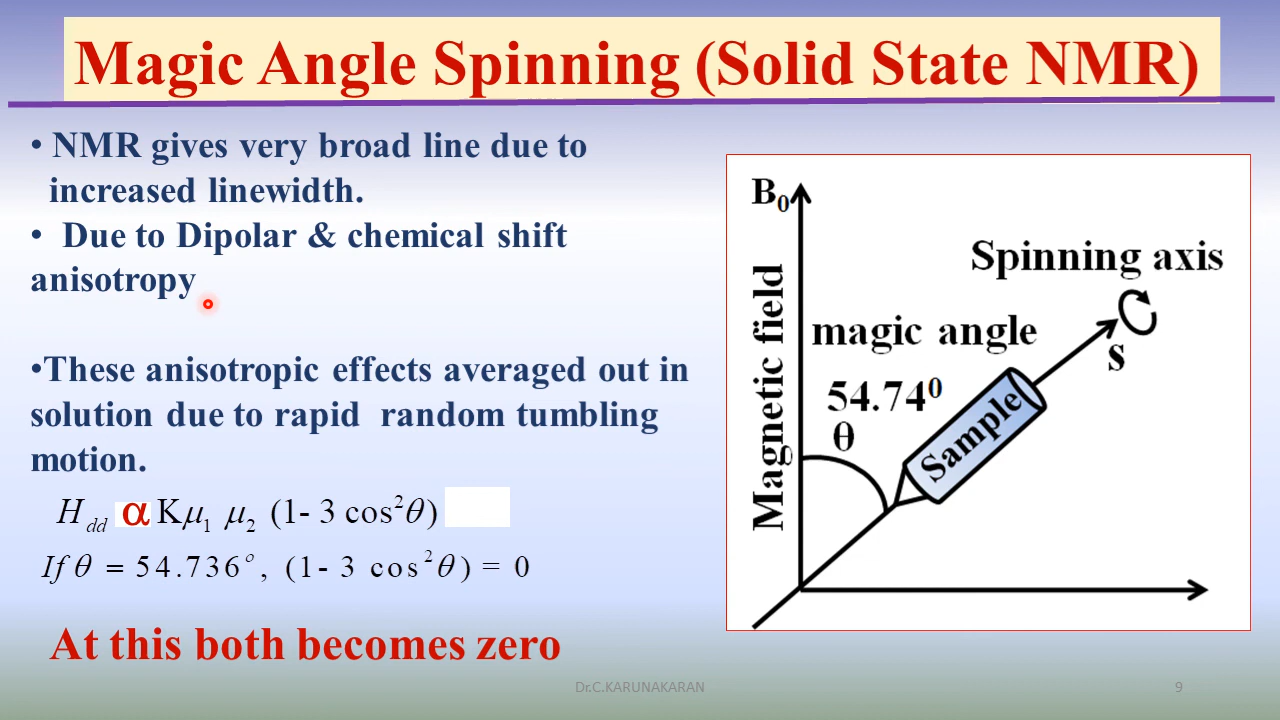 Magic Angle Spinning (Solid State NMR)
• NMR gives very broad line due to
increased linewidth.
• Due to Dipolar & chemical shift
anisotropy
•These anisotropic effects averaged out in
solution due to rapid random tumbling
motion.
H_dd α Kμ₁ μ₂ (1- 3 cos²θ)
If θ = 54.736°, (1- 3 cos²θ) = 0
At this both becomes zero
B₀
Magnetic field
Spinning axis
magic angle
s
54.74⁰
θ
Sample
Dr.C.KARUNAKARAN
9